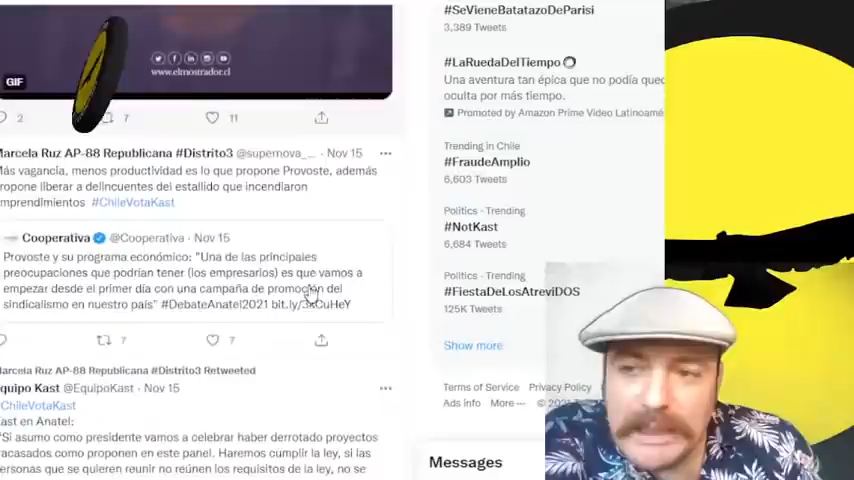 www.elmostrador.cl
GIF
2
7
11
Marcela Ruz AP-88 Republicana #Distrito3 @supernova_... · Nov 15
Más vagancia, menos productividad es lo que propone Provoste, además
propone liberar a delincuentes del estallido que incendiaron
emprendimientos #ChileVotaKast
Cooperativa @Cooperativa · Nov 15
Provoste y su programa económico: "Una de las principales
preocupaciones que podrían tener (los empresarios) es que vamos a
empezar desde el primer día con una campaña de promoción del
sindicalismo en nuestro país" #DebateAnatel2021
7
7
Marcela Ruz AP-88 Republicana #Distrito3 Retweeted
Equipo Kast @EquipoKast · Nov 15
#ChileVotaKast
Kast en Anatel:
"Si asumo como presidente vamos a celebrar haber derrotado proyectos
fracasados como proponen en este panel. Haremos cumplir la ley, si las
personas que se quieren reunir no reúnen los requisitos de la ley, no se
#SeVieneBatatazoDeParisi
3,389 Tweets
#LaRuedaDelTiempo
Una aventura tan épica que no podía que
oculta por más tiempo.
Promoted by Amazon Prime Video Latinoamé
Trending in Chile
#FraudeAmplio
6,603 Tweets
Politics · Trending
#NotKast
6,684 Tweets
Politics · Trending
#FiestaDeLosAtreviDOS
125K Tweets
Show more
Terms of Service Privacy Policy
Ads info More ···
Messages